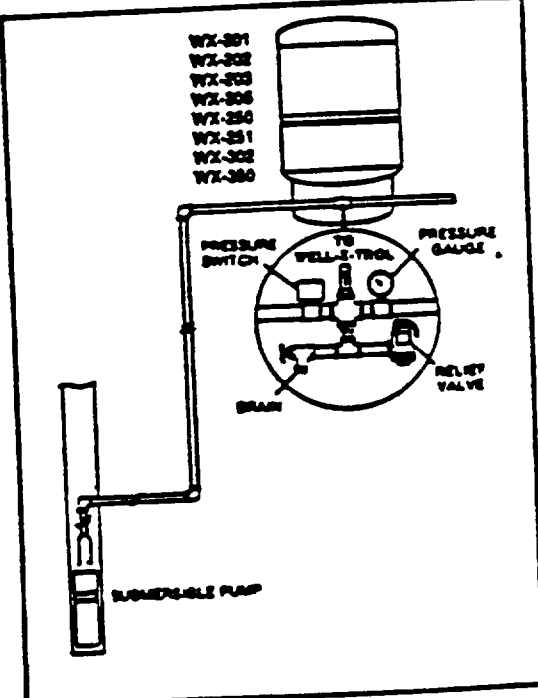 WX-201
WX-202
WX-203
WX-205
WX-250
WX-251
WX-302
WX-350
PRESSURE
SWITCH
TO
WELL-X-TROL
PRESSURE
GAUGE
RELIEF
VALVE
DRAIN
SUBMERSIBLE PUMP